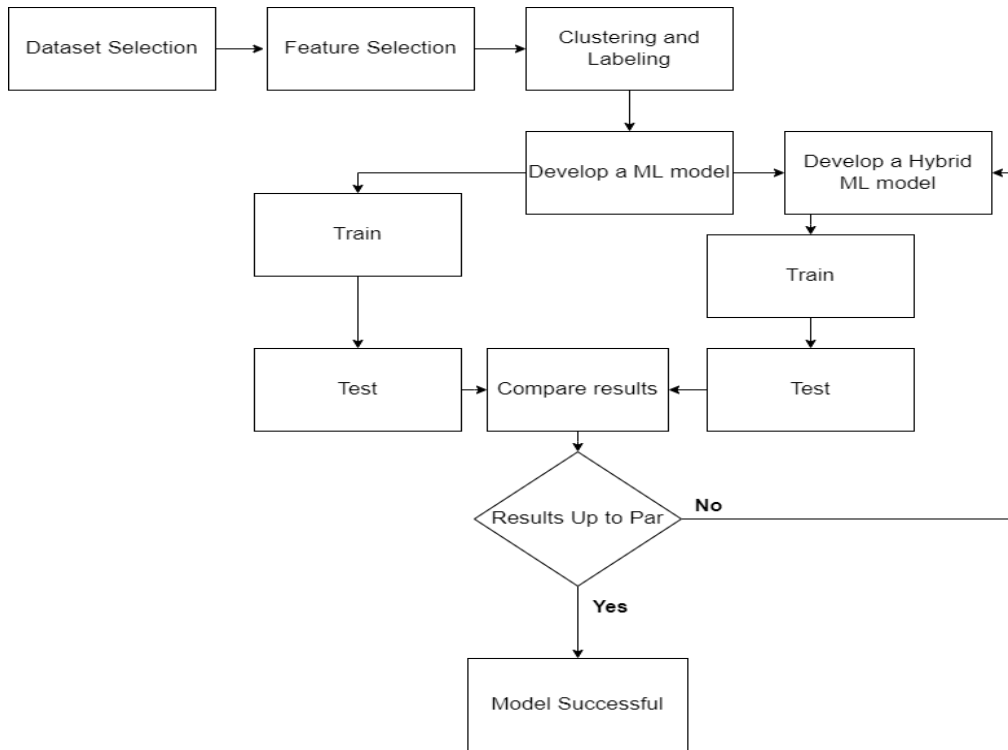 Dataset Selection
Feature Selection
Clustering and
Labeling
Develop a ML model
Develop a Hybrid
ML model
Train
Train
Test
Compare results
Test
Results Up to Par
No
Yes
Model Successful